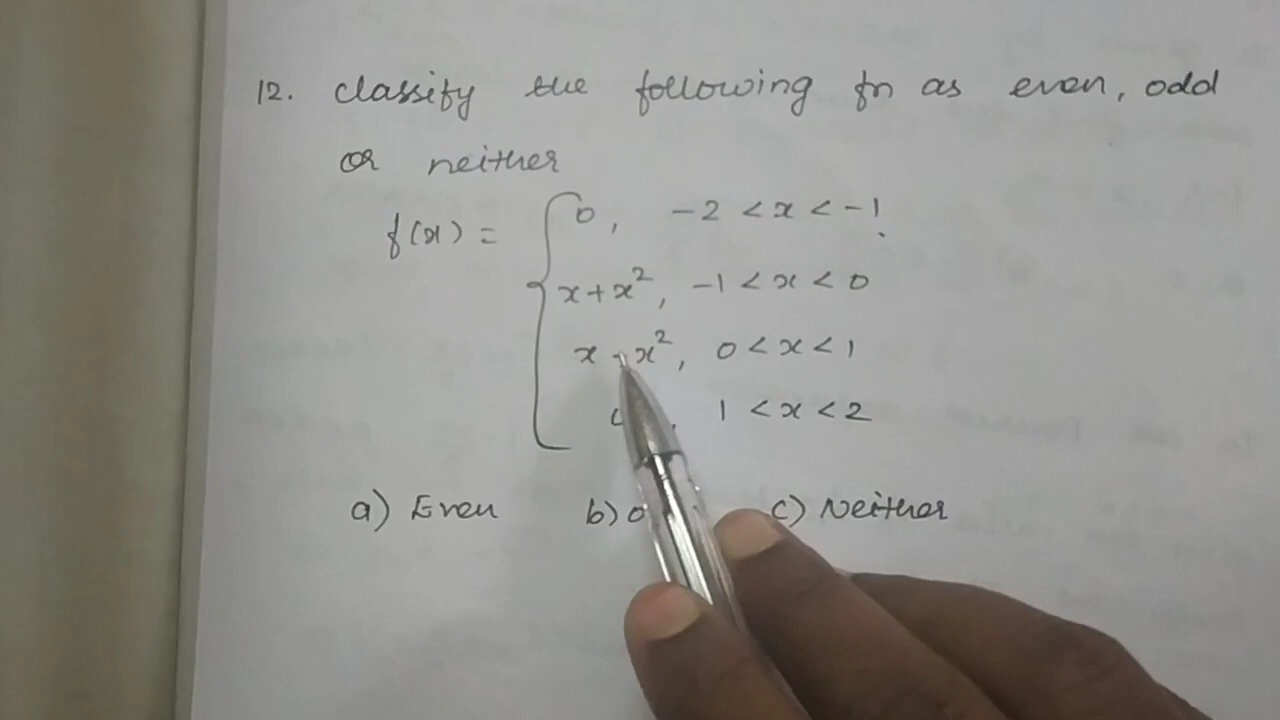 12. classify the following fn as even, odd
or neither
f(x) = { 0, -2 < x < -1
x+x², -1 < x < 0
x-x², 0 < x < 1
, 1 < x < 2
a) Even b) c) Neither